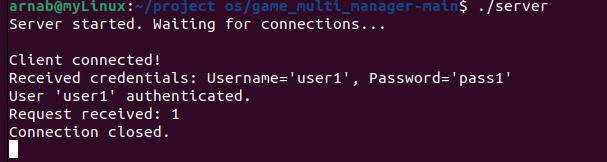 arnab@myLinux:~/project os/game_multi_manager-main$ ./server
Server started. Waiting for connections...
Client connected!
Received credentials: Username='user1', Password='pass1'
User 'user1' authenticated.
Request received: 1
Connection closed.